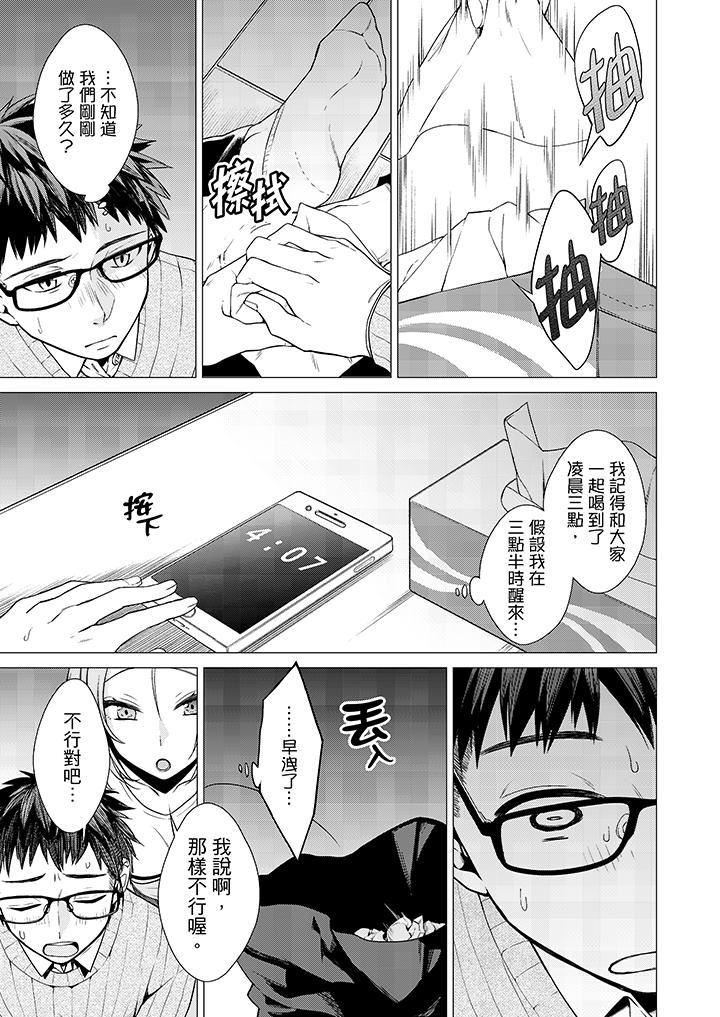 抽
抽
抽
抽
擦拭
…不知道
我們剛剛
做了多久？
我記得和大家
一起喝到了
凌晨三點，
假設我在
三點半時醒來…
4:07
按下
丟入
……早洩了…
我說啊，
那樣不行喔。
不行對吧…